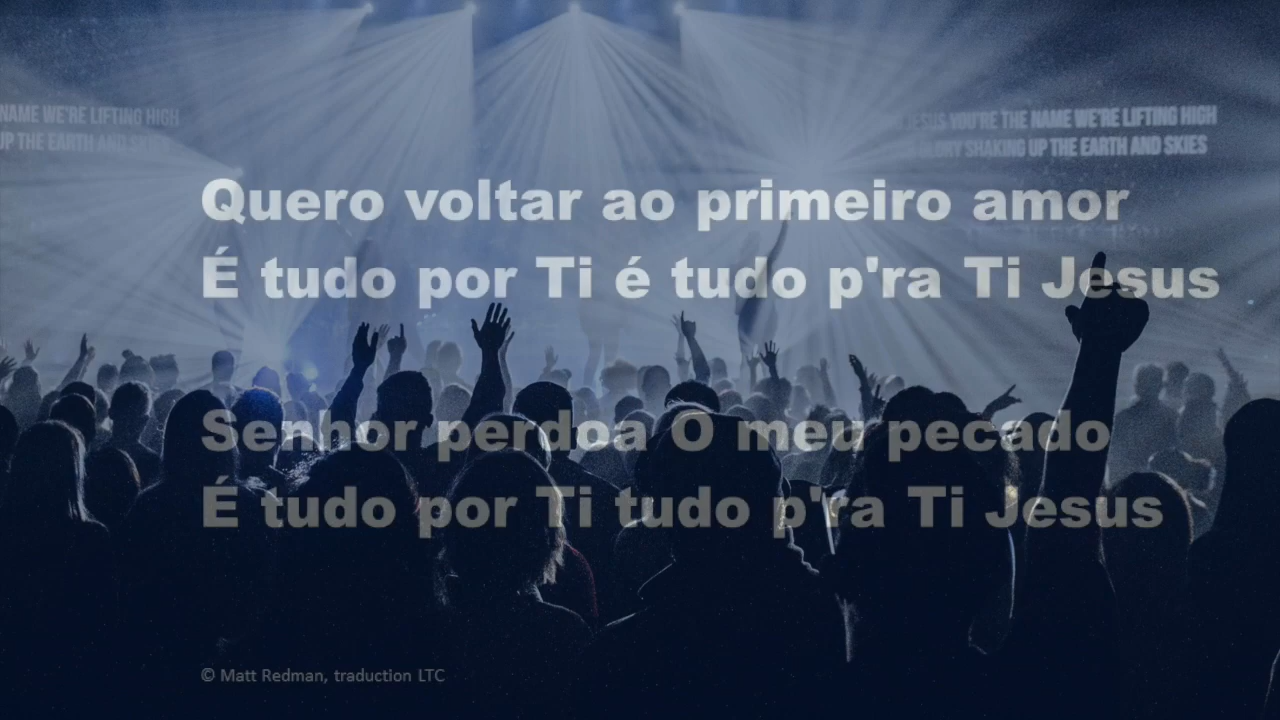 NAME WE'RE LIFTING HIGH
UP THE EARTH AND SKIES
JESUS YOU'RE THE NAME WE'RE LIFTING HIGH
GLORY SHAKING UP THE EARTH AND SKIES
Quero voltar ao primeiro amor
É tudo por Ti é tudo p'ra Ti Jesus
Senhor perdoa O meu pecado
É tudo por Ti tudo p'ra Ti Jesus
© Matt Redman, traduction LTC